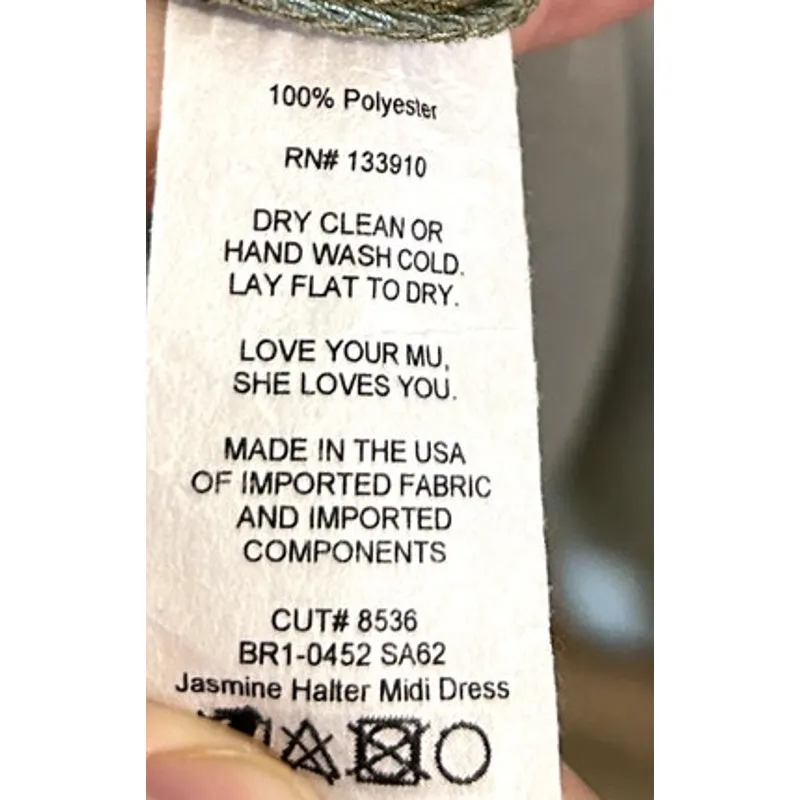 100% Polyester
RN# 133910
DRY CLEAN OR
HAND WASH COLD.
LAY FLAT TO DRY.
LOVE YOUR MU,
SHE LOVES YOU.
MADE IN THE USA
OF IMPORTED FABRIC
AND IMPORTED
COMPONENTS
CUT# 8536
BR1-0452 SA62
Jasmine Halter Midi Dress